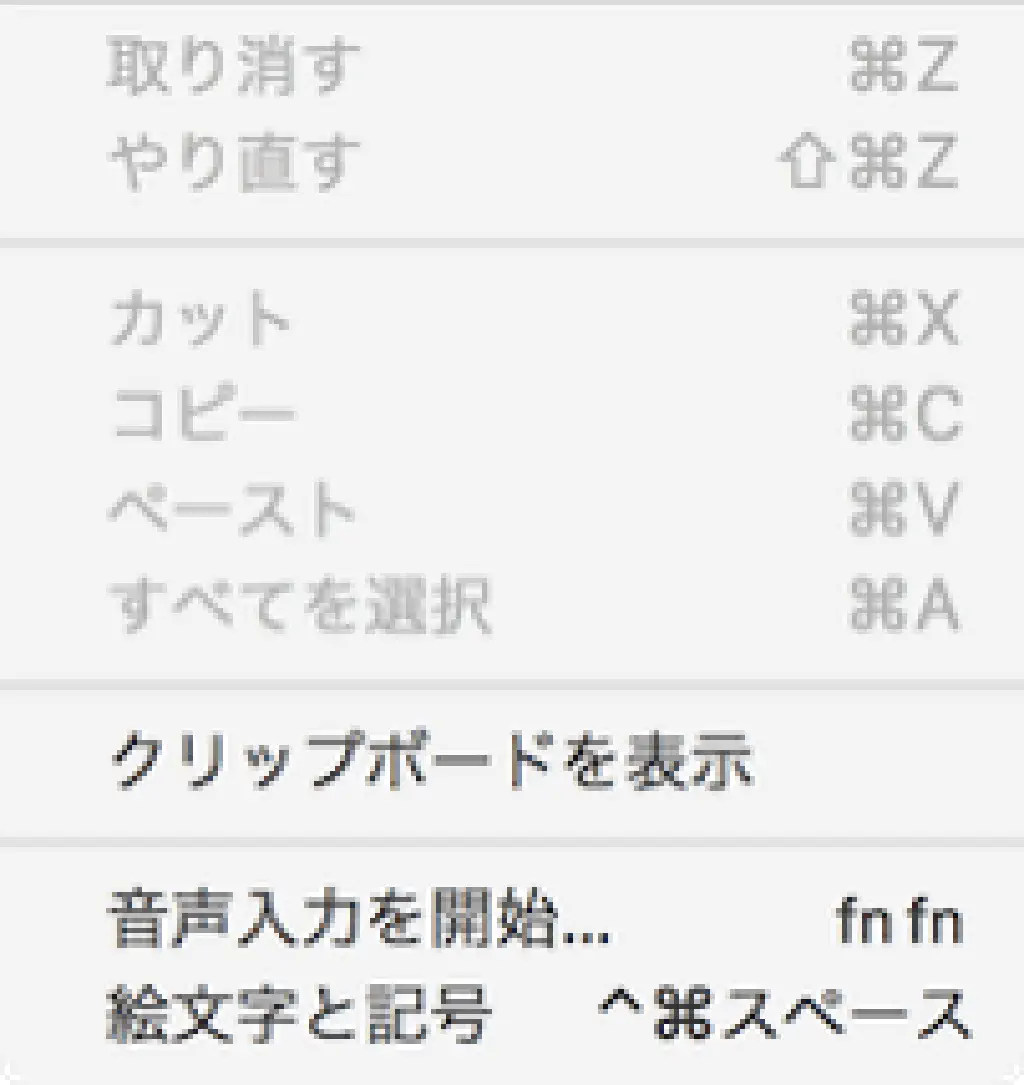 取り消す ⌘Z
やり直す ⇧⌘Z
カット ⌘X
コピー ⌘C
ペースト ⌘V
すべてを選択 ⌘A
クリップボードを表示
音声入力を開始... fn fn
絵文字と記号 ^⌘スペース